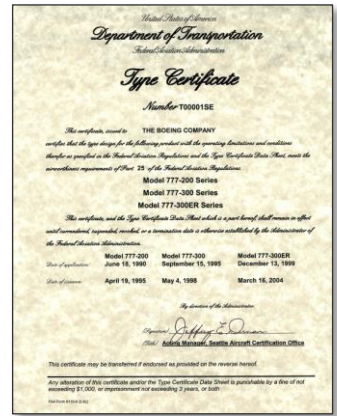 United States of America
Department of Transportation
Federal Aviation Administration
Type Certificate
Number T00001SE
This certificate, issued to THE BOEING COMPANY
certifies that the type design for the following product with the operating limitations and conditions
therefor as specified in the Federal Aviation Regulations and the Type Certificate Data Sheet, meets the
airworthiness requirements of Part 25 of the Federal Aviation Regulations.
Model 777-200 Series
Model 777-300 Series
Model 777-300ER Series
This certificate, and the Type Certificate Data Sheet which is a part hereof, shall remain in effect
until surrendered, suspended, revoked, or a termination date is otherwise established by the Administrator of
the Federal Aviation Administration.
Model 777-200 Model 777-300 Model 777-300ER
Date of application: June 18, 1990 September 15, 1995 December 13, 1999
Date of issuance: April 19, 1995 May 4, 1998 March 16, 2004
By direction of the Administrator
(Signature)
(Title) Acting Manager, Seattle Aircraft Certification Office
This certificate may be transferred if endorsed as provided on the reverse hereof.
Any alteration of this certificate and/or the Type Certificate Data Sheet is punishable by a fine of not
exceeding $1,000, or imprisonment not exceeding 3 years, or both